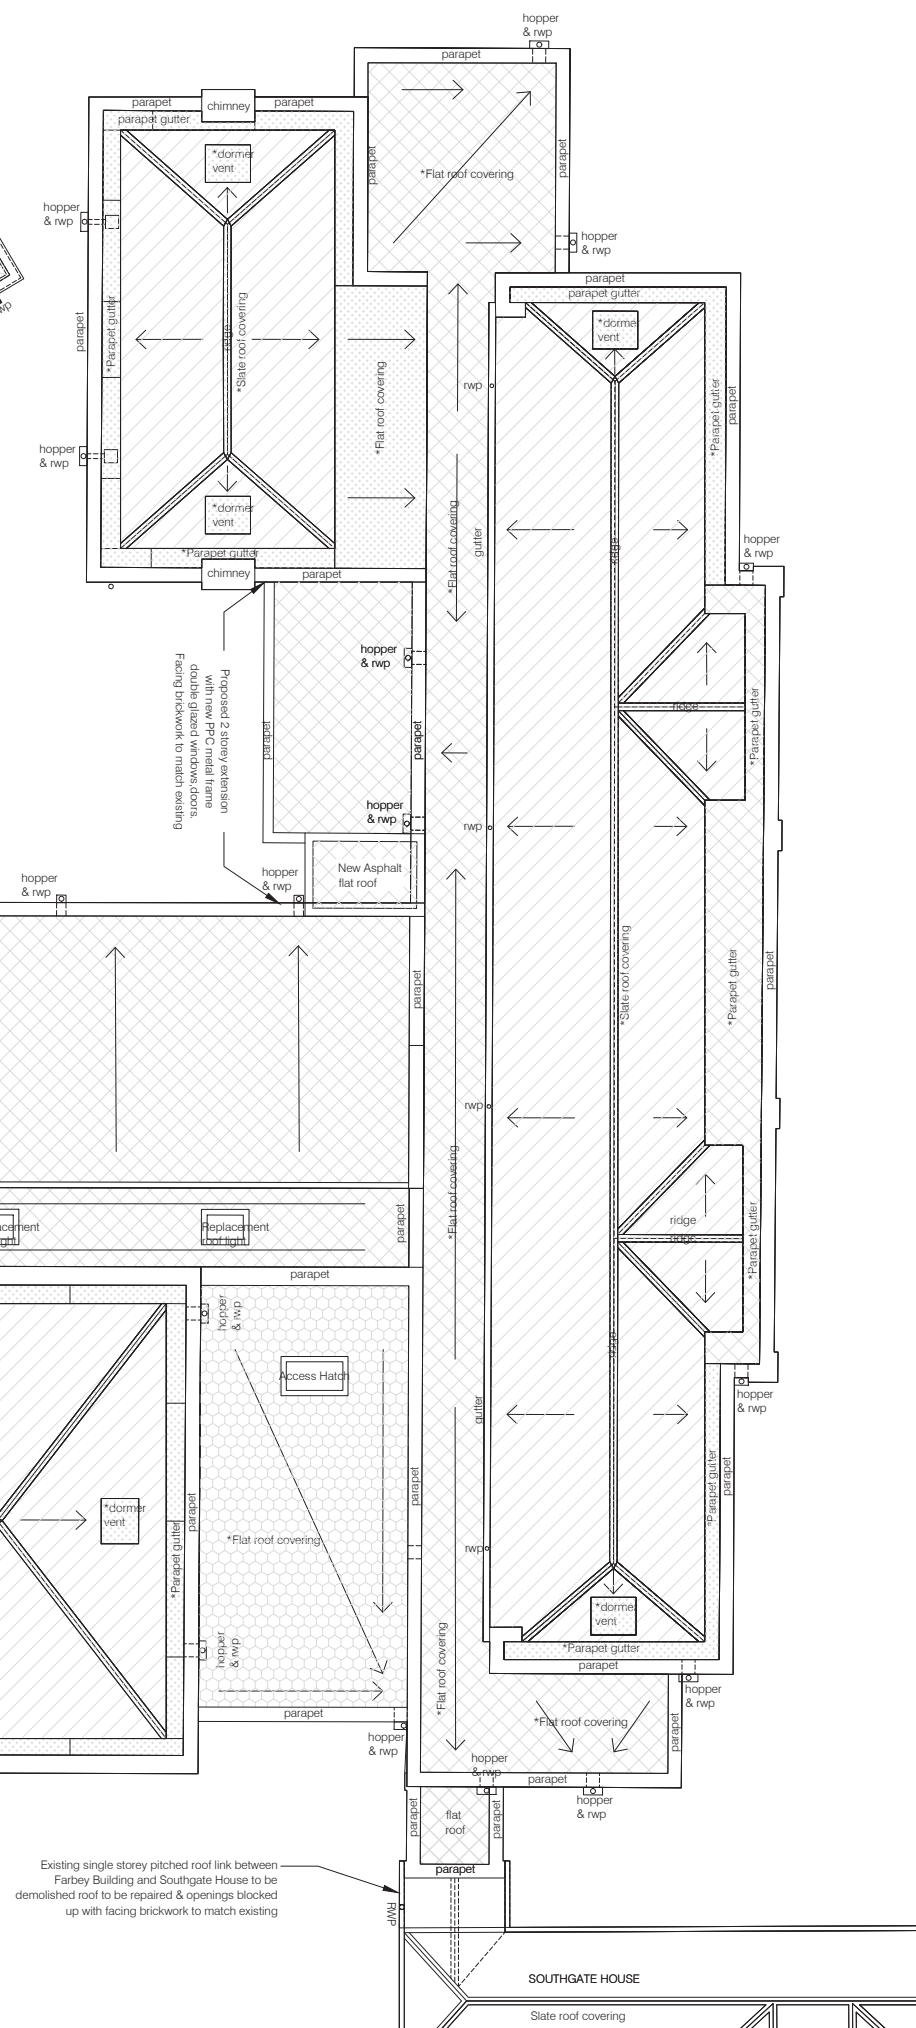 hopper
& rwp
parapet
parapet
chimney
parapet
parapet gutter
*dormer
vent
parapet
*Flat roof covering
parapet
hopper
& rwp
hopper
& rwp
parapet
parapet gutter
parapet
*Parapet gutter
ridge
*Slate roof covering
*Flat roof covering
*dormer
vent
rwp
*Parapet gutter
parapet
hopper
& rwp
*dormer
vent
*Flat roof covering
gutter
ridge
*Parapet gutter
chimney
parapet
hopper
& rwp
hopper
& rwp
Proposed 2 storey extension
with new PPC metal frame
double glazed windows,doors.
Facing brickwork to match existing
parapet
parapet
ridge
*Parapet gutter
hopper
& rwp
rwp
New Asphalt
flat roof
hopper
& rwp
hopper
& rwp
parapet
*Slate roof covering
*Parapet gutter
parapet
rwp
*Flat roof covering
parapet
ridge
ridge
*Parapet gutter
acement
ght
Replacement
roof light
parapet
hopper
& rwp
Access Hatch
ridge
gutter
hopper
& rwp
parapet
*dormer
vent
parapet
*Parapet gutter
*Flat roof covering
rwp
*Parapet gutter
parapet
*dormer
vent
hopper
& rwp
*Flat roof covering
*Parapet gutter
parapet
hopper
& rwp
parapet
hopper
& rwp
*Flat roof covering
parapet
hopper
& rwp
parapet
hopper
& rwp
parapet
flat
roof
parapet
parapet
Existing single storey pitched roof link between
Farbey Building and Southgate House to be
demolished roof to be repaired & openings blocked
up with facing brickwork to match existing
RWP
SOUTHGATE HOUSE
Slate roof covering